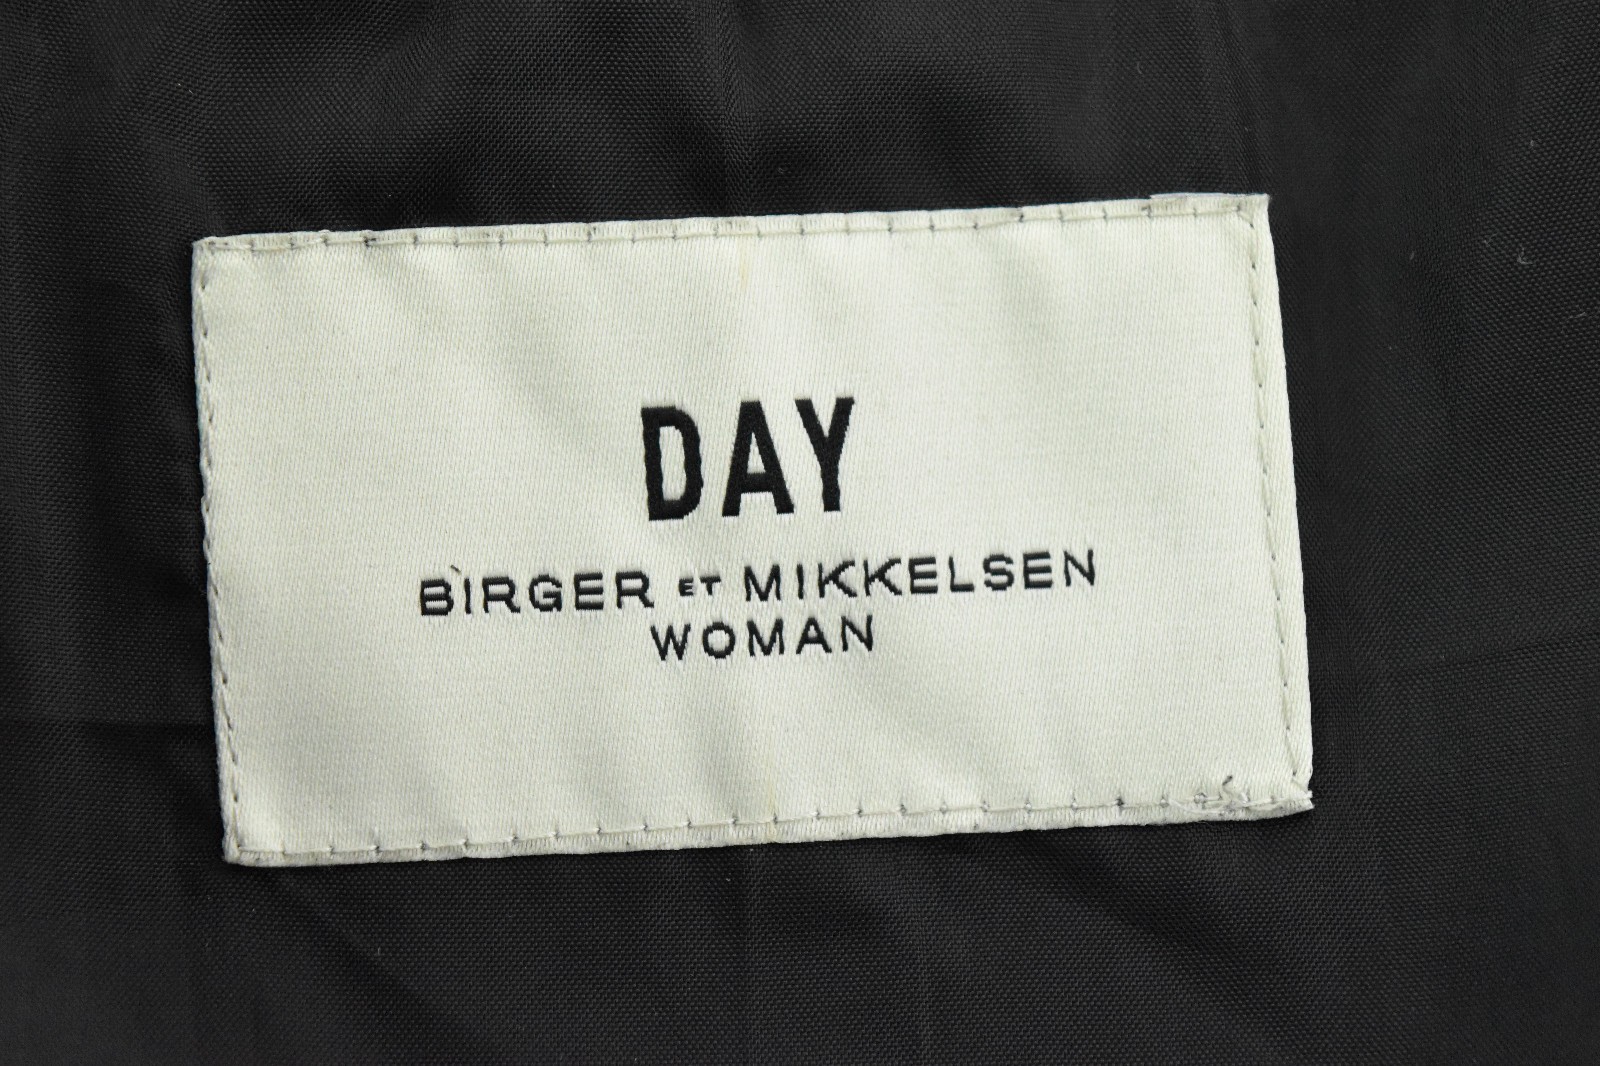 DAY
BIRGER ET MIKKELSEN
WOMAN